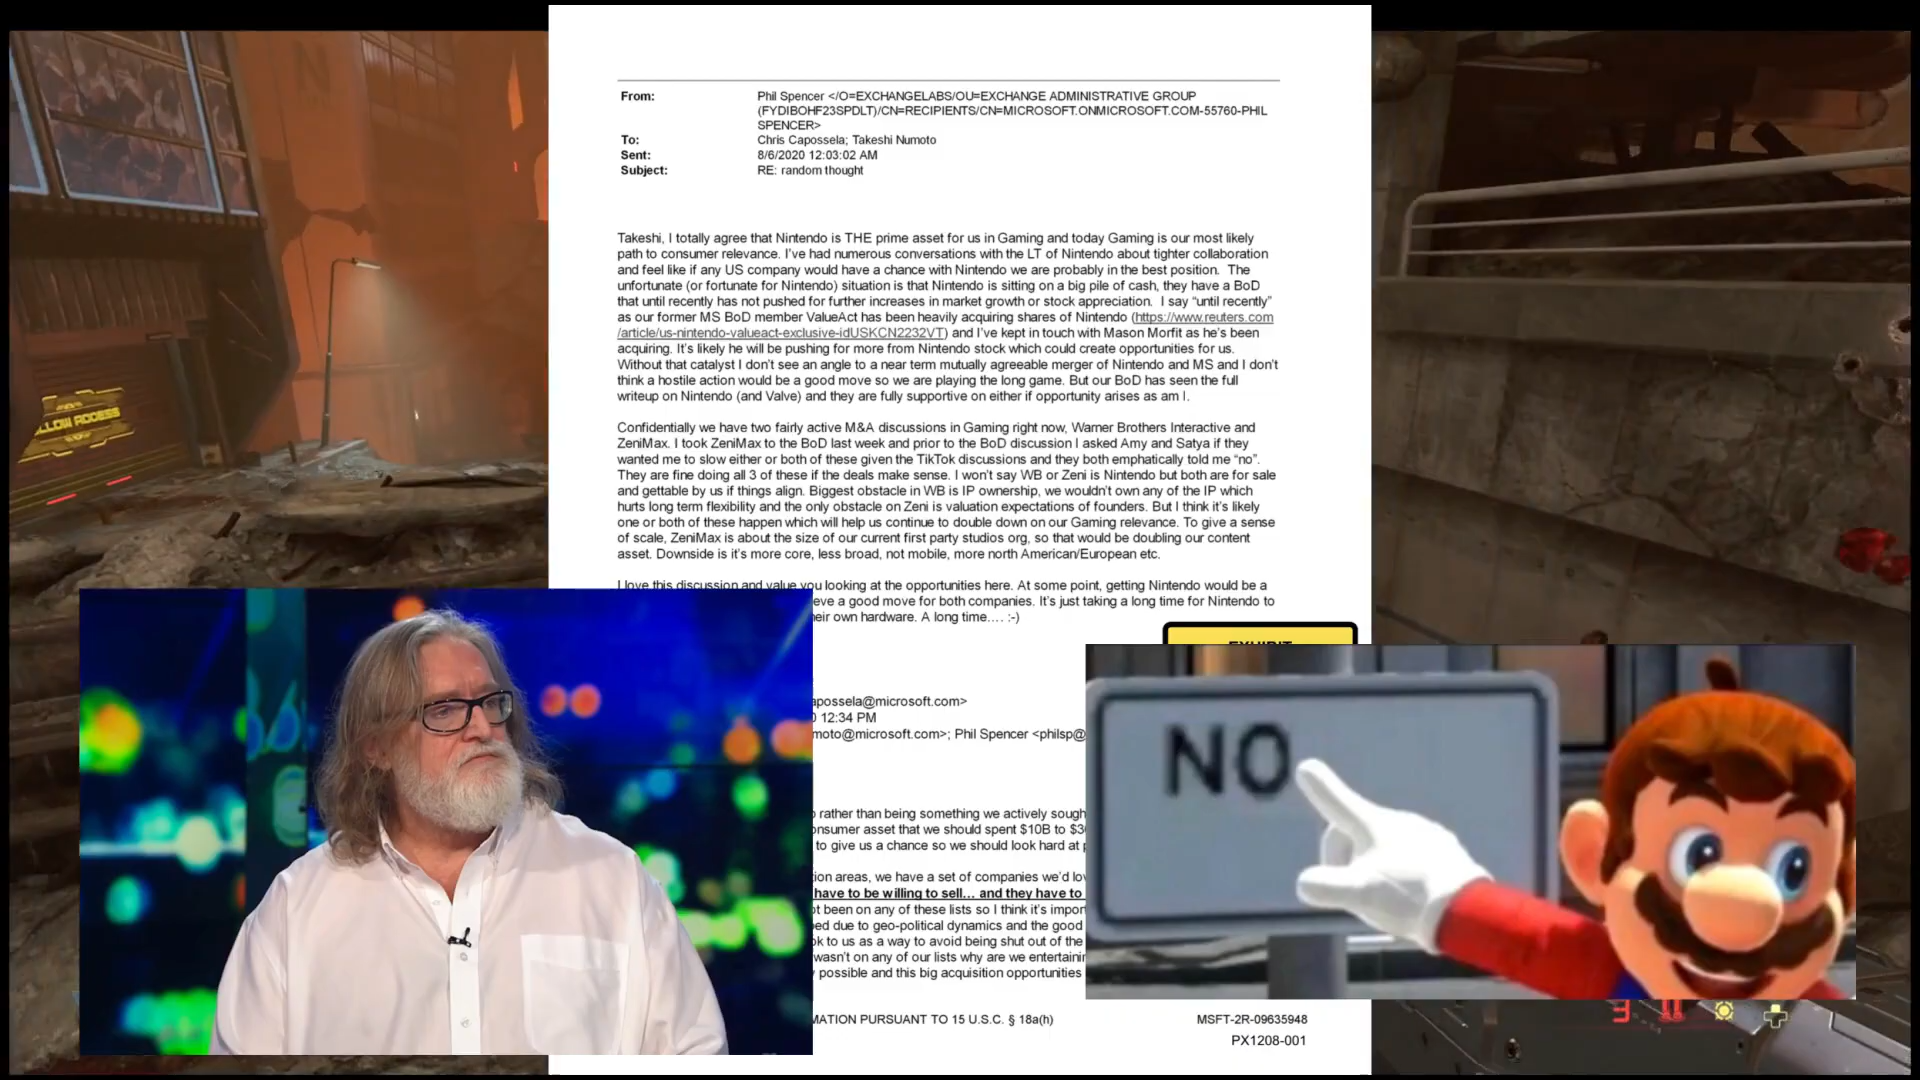 N
From: Phil Spencer </O=EXCHANGELABS/OU=EXCHANGE ADMINISTRATIVE GROUP
(FYDIBOHF23SPDLT)/CN=RECIPIENTS/CN=MICROSOFT.ONMICROSOFT.COM-55760-PHIL
SPENCER>
To: Chris Capossela; Takeshi Numoto
Sent: 8/6/2020 12:03:02 AM
Subject: RE: random thought
Takeshi, I totally agree that Nintendo is THE prime asset for us in Gaming and today Gaming is our most likely
path to consumer relevance. I've had numerous conversations with the LT of Nintendo about tighter collaboration
and feel like if any US company would have a chance with Nintendo we are probably in the best position. The
unfortunate (or fortunate for Nintendo) situation is that Nintendo is sitting on a big pile of cash, they have a BoD
that until recently has not pushed for further increases in market growth or stock appreciation. I say “until recently”
as our former MS BoD member ValueAct has been heavily acquiring shares of Nintendo (https://www.reuters.com
/article/us-nintendo-valueact-exclusive-idUSKCN2232VT) and I've kept in touch with Mason Morfit as he's been
acquiring. It's likely he will be pushing for more from Nintendo stock which could create opportunities for us.
Without that catalyst I don't see an angle to a near term mutually agreeable merger of Nintendo and MS and I don't
think a hostile action would be a good move so we are playing the long game. But our BoD has seen the full
writeup on Nintendo (and Valve) and they are fully supportive on either if opportunity arises as am I.
Confidentially we have two fairly active M&A discussions in Gaming right now, Warner Brothers Interactive and
ZeniMax. I took ZeniMax to the BoD last week and prior to the BoD discussion I asked Amy and Satya if they
wanted me to slow either or both of these given the TikTok discussions and they both emphatically told me “no”.
They are fine doing all 3 of these if the deals make sense. I won't say WB or Zeni is Nintendo but both are for sale
and gettable by us if things align. Biggest obstacle in WB is IP ownership, we wouldn't own any of the IP which
hurts long term flexibility and the only obstacle on Zeni is valuation expectations of founders. But I think it's likely
one or both of these happen which will help us continue to double down on our Gaming relevance. To give a sense
of scale, ZeniMax is about the size of our current first party studios org, so that would be doubling our content
asset. Downside is it's more core, less broad, not mobile, more north American/European etc.
I love this discussion and value you looking at the opportunities here. At some point, getting Nintendo would be a
eve a good move for both companies. It's just taking a long time for Nintendo to
heir own hardware. A long time…. :-)
EXHIBIT
apossela@microsoft.com>
0 12:34 PM
moto@microsoft.com>; Phil Spencer <philsp@
rather than being something we actively sough
onsumer asset that we should spent $10B to $3
to give us a chance so we should look hard at
ion areas, we have a set of companies we'd lo
have to be willing to sell… and they have to
ot been on any of these lists so I think it's impor
ed due to geo-political dynamics and the good
ok to us as a way to avoid being shut out of the
wasn't on any of our lists why are we entertaini
possible and this big acquisition opportunities
MATION PURSUANT TO 15 U.S.C. § 18a(h)
MSFT-2R-09635948
PX1208-001
LLOW ACCESS
NO
3